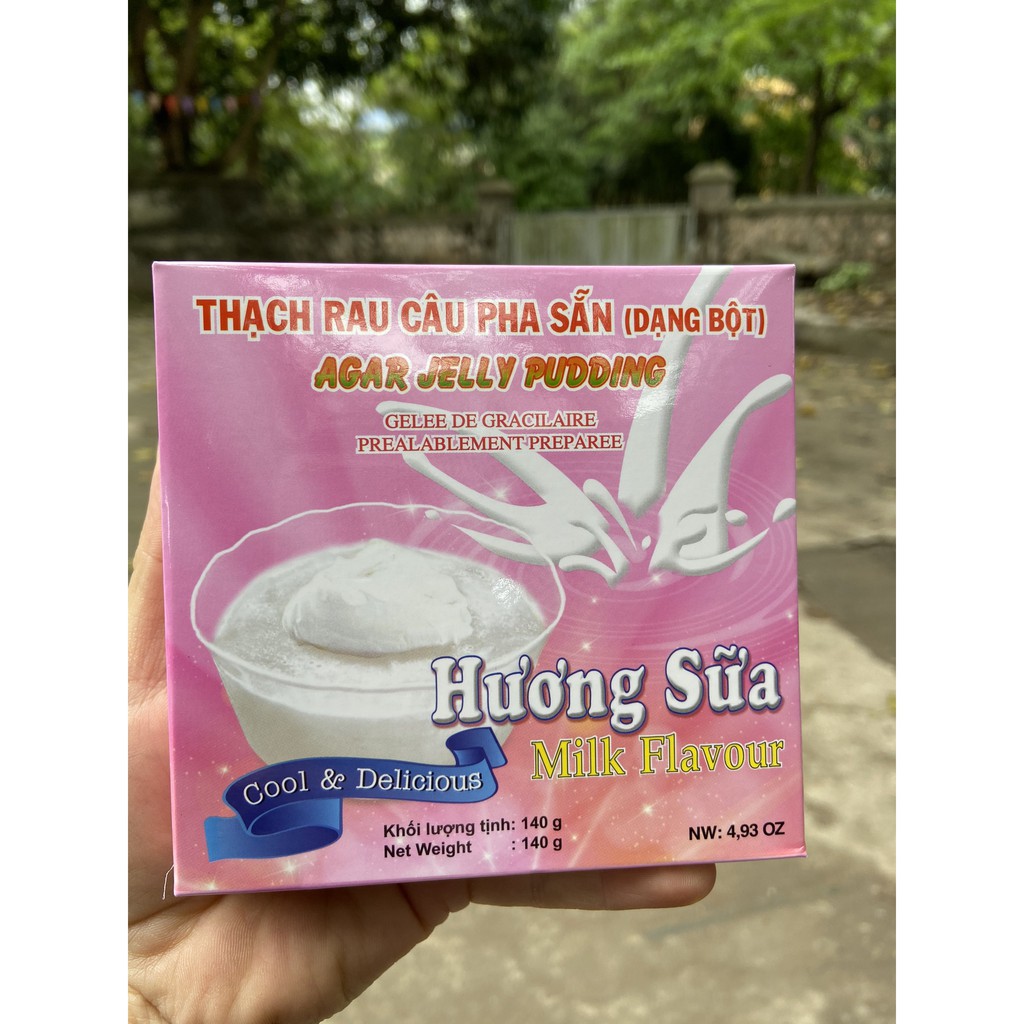 THẠCH RAU CÂU PHA SẴN (DẠNG BỘT)
AGAR JELLY PUDDING
GELEE DE GRACILAIRE
PREALABLEMENT PREPAREE
Hương Sữa
Milk Flavour
Cool & Delicious
Khối lượng tịnh: 140 g
Net Weight : 140 g
NW: 4,93 OZ